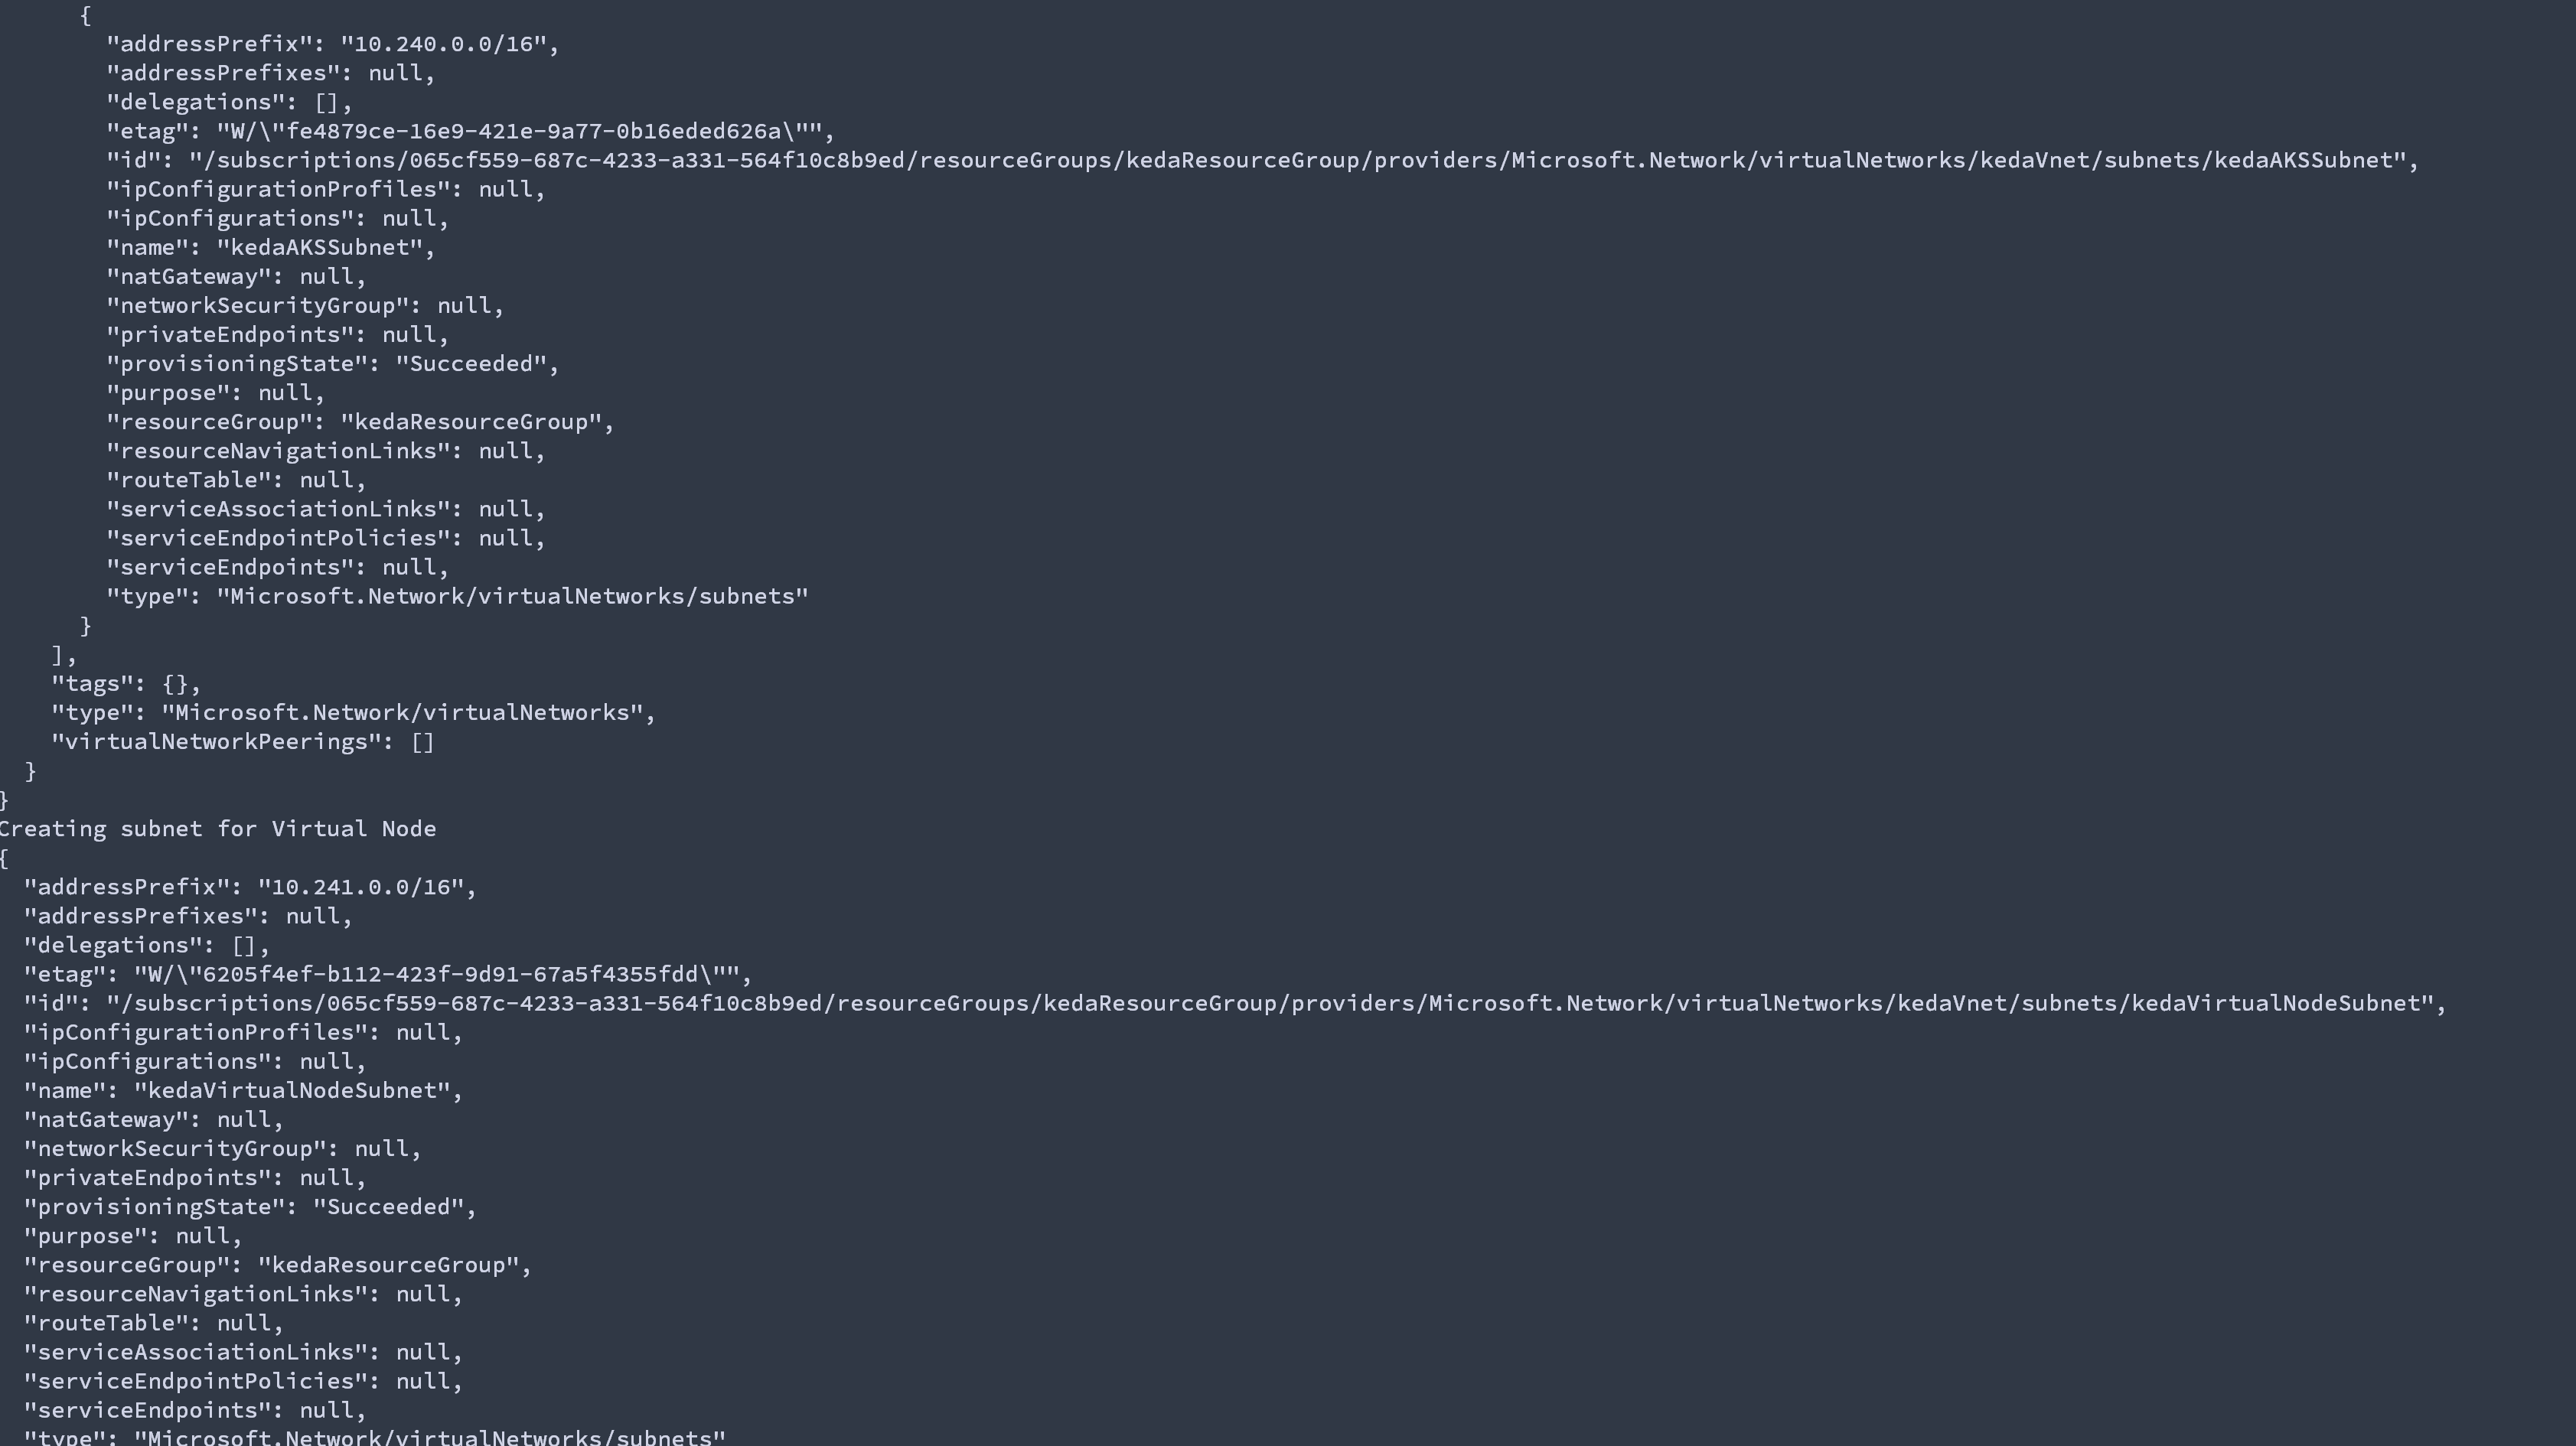 {
"addressPrefix": "10.240.0.0/16",
"addressPrefixes": null,
"delegations": [],
"etag": "W/\"fe4879ce-16e9-421e-9a77-0b16eded626a\"",
"id": "/subscriptions/065cf559-687c-4233-a331-564f10c8b9ed/resourceGroups/kedaResourceGroup/providers/Microsoft.Network/virtualNetworks/kedaVnet/subnets/kedaAKSSubnet",
"ipConfigurationProfiles": null,
"ipConfigurations": null,
"name": "kedaAKSSubnet",
"natGateway": null,
"networkSecurityGroup": null,
"privateEndpoints": null,
"provisioningState": "Succeeded",
"purpose": null,
"resourceGroup": "kedaResourceGroup",
"resourceNavigationLinks": null,
"routeTable": null,
"serviceAssociationLinks": null,
"serviceEndpointPolicies": null,
"serviceEndpoints": null,
"type": "Microsoft.Network/virtualNetworks/subnets"
}
],
"tags": {},
"type": "Microsoft.Network/virtualNetworks",
"virtualNetworkPeerings": []
}
}
Creating subnet for Virtual Node
{
"addressPrefix": "10.241.0.0/16",
"addressPrefixes": null,
"delegations": [],
"etag": "W/\"6205f4ef-b112-423f-9d91-67a5f4355fdd\"",
"id": "/subscriptions/065cf559-687c-4233-a331-564f10c8b9ed/resourceGroups/kedaResourceGroup/providers/Microsoft.Network/virtualNetworks/kedaVnet/subnets/kedaVirtualNodeSubnet",
"ipConfigurationProfiles": null,
"ipConfigurations": null,
"name": "kedaVirtualNodeSubnet",
"natGateway": null,
"networkSecurityGroup": null,
"privateEndpoints": null,
"provisioningState": "Succeeded",
"purpose": null,
"resourceGroup": "kedaResourceGroup",
"resourceNavigationLinks": null,
"routeTable": null,
"serviceAssociationLinks": null,
"serviceEndpointPolicies": null,
"serviceEndpoints": null,
"type": "Microsoft.Network/virtualNetworks/subnets"